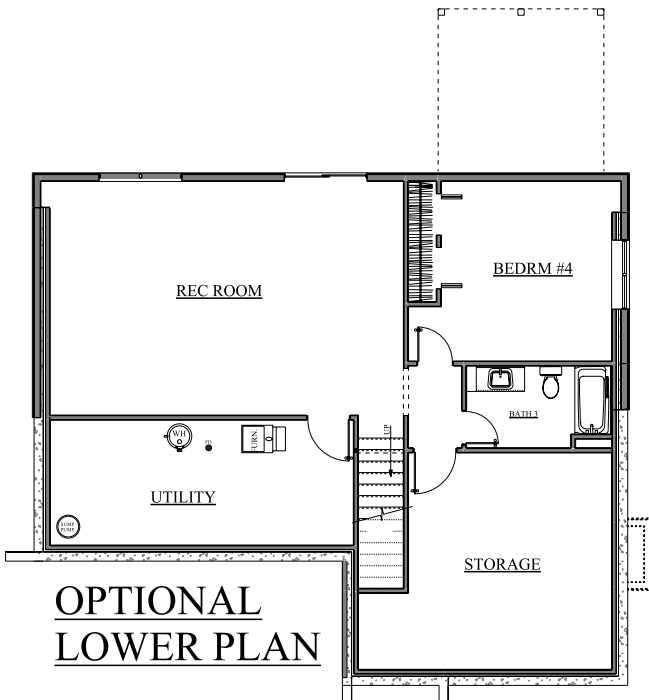 BEDRM #4
REC ROOM
BATH 3
UP
WH
FD
FURN.
UTILITY
SUMP
PUMP
STORAGE
OPTIONAL
LOWER PLAN